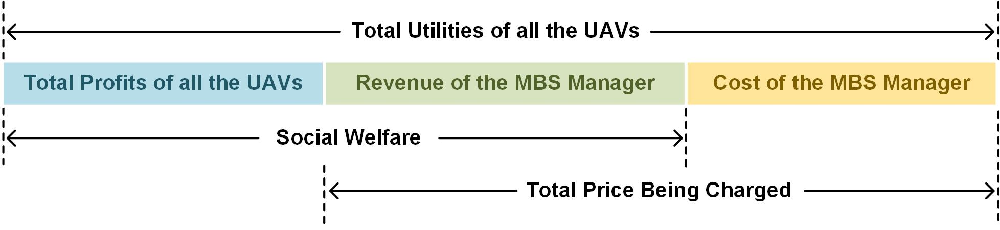 Total Utilities of all the UAVs
Total Profits of all the UAVs
Revenue of the MBS Manager
Cost of the MBS Manager
Social Welfare
Total Price Being Charged